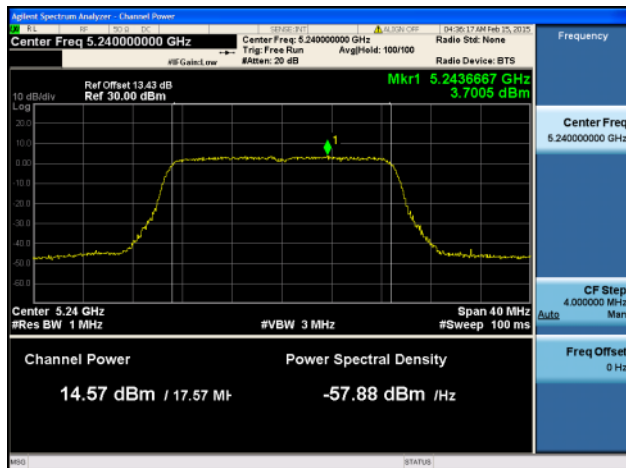 Agilent Spectrum Analyzer - Channel Power
RL RF 50 Ω DC SENSE:INT ALIGN OFF 04:36:17 AM Feb 15, 2015
Center Freq 5.240000000 GHz
Center Freq: 5.240000000 GHz
Radio Std: None
Trig: Free Run Avg|Hold: 100/100
#IFGain:Low #Atten: 20 dB Radio Device: BTS
Frequency
Mkr1 5.2436667 GHz
3.7005 dBm
Ref Offset 13.43 dB
10 dB/div Ref 30.00 dBm
Log
20.0
10.0
0.00
-10.0
-20.0
-30.0
-40.0
-50.0
-60.0
1
Center 5.24 GHz Span 40 MHz
#Res BW 1 MHz #VBW 3 MHz #Sweep 100 ms
Channel Power Power Spectral Density
14.57 dBm / 17.57 MH -57.88 dBm /Hz
Center Freq
5.240000000 GHz
CF Step
4.000000 MHz
Auto Man
Freq Offset
0 Hz
MSG STATUS